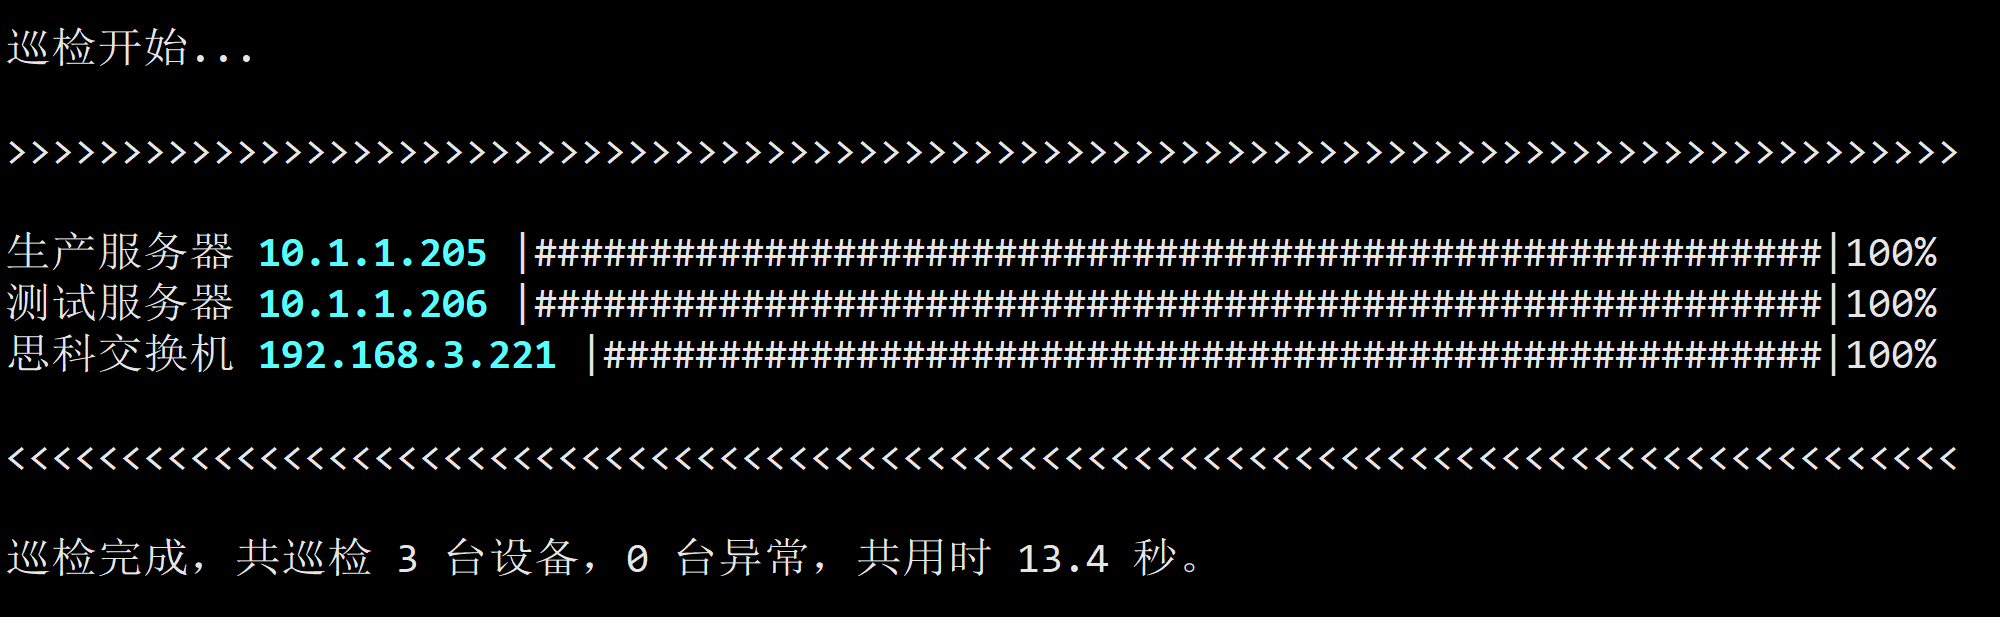 巡检开始...
>>>>>>>>>>>>>>>>>>>>>>>>>>>>>>>>>>>>>>>>>>>>>>>>>>>>>>>>>>>>>>>>>>>>>>>>>>>>>>>>>>>>>
生产服务器 10.1.1.205 |########################################################|100%
测试服务器 10.1.1.206 |########################################################|100%
思科交换机 192.168.3.221 |#####################################################|100%
<<<<<<<<<<<<<<<<<<<<<<<<<<<<<<<<<<<<<<<<<<<<<<<<<<<<<<<<<<<<<<<<<<<<<<<<<<<<<<<<<<<<<
巡检完成，共巡检 3 台设备，0 台异常，共用时 13.4 秒。